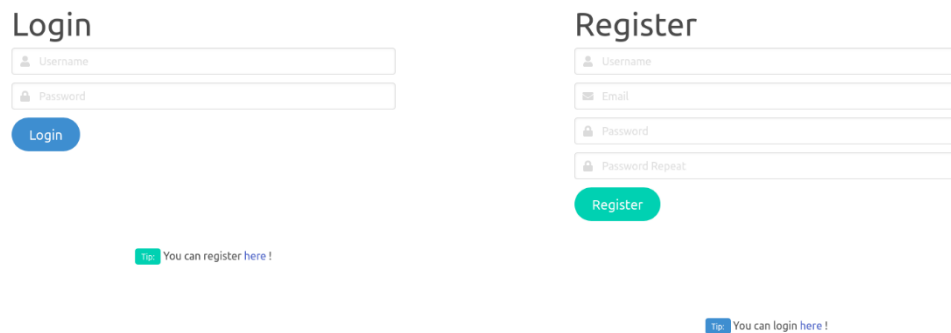 Login
Username
Password
Login
Tip: You can register here !
Register
Username
Email
Password
Password Repeat
Register
Tip: You can login here !